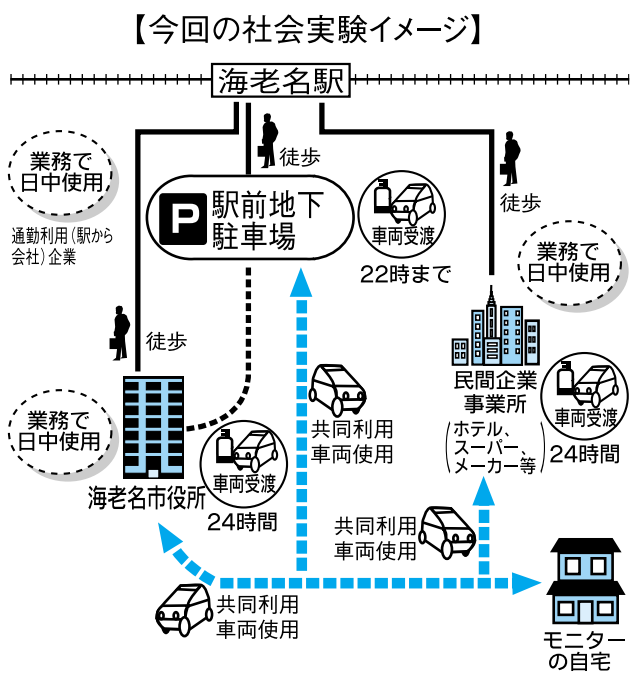 【今回の社会実験イメージ】
海老名駅
業務で
日中使用
通勤利用（駅から
会社）企業
徒歩
P
駅前地下
駐車場
車両受渡
22時まで
徒歩
業務で
日中使用
徒歩
民間企業
事業所
（ホテル、
スーパー、
メーカー等）
車両受渡
24時間
共同利用
車両使用
業務で
日中使用
海老名市役所
車両受渡
24時間
共同利用
車両使用
共同利用
車両使用
モニター
の自宅